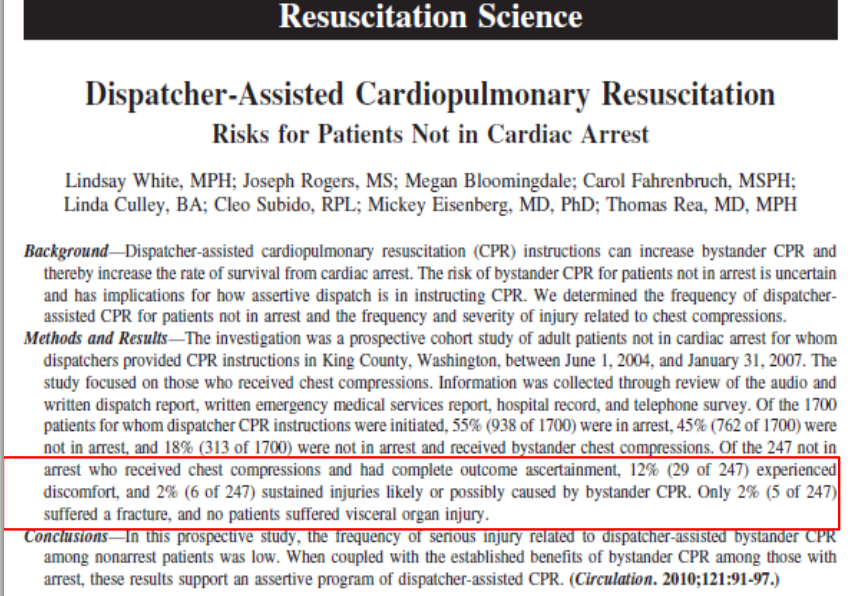 Resuscitation Science
Dispatcher-Assisted Cardiopulmonary Resuscitation
Risks for Patients Not in Cardiac Arrest
Lindsay White, MPH; Joseph Rogers, MS; Megan Bloomingdale; Carol Fahrenbruch, MSPH;
Linda Culley, BA; Cleo Subido, RPL; Mickey Eisenberg, MD, PhD; Thomas Rea, MD, MPH
Background—Dispatcher-assisted cardiopulmonary resuscitation (CPR) instructions can increase bystander CPR and
thereby increase the rate of survival from cardiac arrest. The risk of bystander CPR for patients not in arrest is uncertain
and has implications for how assertive dispatch is in instructing CPR. We determined the frequency of dispatcher-
assisted CPR for patients not in arrest and the frequency and severity of injury related to chest compressions.
Methods and Results—The investigation was a prospective cohort study of adult patients not in cardiac arrest for whom
dispatchers provided CPR instructions in King County, Washington, between June 1, 2004, and January 31, 2007. The
study focused on those who received chest compressions. Information was collected through review of the audio and
written dispatch report, written emergency medical services report, hospital record, and telephone survey. Of the 1700
patients for whom dispatcher CPR instructions were initiated, 55% (938 of 1700) were in arrest, 45% (762 of 1700) were
not in arrest, and 18% (313 of 1700) were not in arrest and received bystander chest compressions. Of the 247 not in
arrest who received chest compressions and had complete outcome ascertainment, 12% (29 of 247) experienced
discomfort, and 2% (6 of 247) sustained injuries likely or possibly caused by bystander CPR. Only 2% (5 of 247)
suffered a fracture, and no patients suffered visceral organ injury.
Conclusions—In this prospective study, the frequency of serious injury related to dispatcher-assisted bystander CPR
among nonarrest patients was low. When coupled with the established benefits of bystander CPR among those with
arrest, these results support an assertive program of dispatcher-assisted CPR. (Circulation. 2010;121:91-97.)